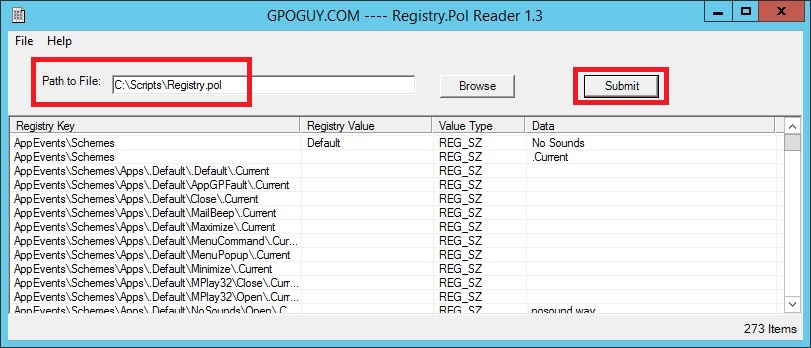 GPOGUY.COM ---- Registry.Pol Reader 1.3
File Help
Path to File: C:\Scripts\Registry.pol Browse Submit
Registry Key Registry Value Value Type Data
AppEvents\Schemes Default REG_SZ No Sounds
AppEvents\Schemes REG_SZ .Current
AppEvents\Schemes\Apps\.Default\.Default\.Current REG_SZ
AppEvents\Schemes\Apps\.Default\AppGPFault\.Current REG_SZ
AppEvents\Schemes\Apps\.Default\Close\.Current REG_SZ
AppEvents\Schemes\Apps\.Default\MailBeep\.Current REG_SZ
AppEvents\Schemes\Apps\.Default\Maximize\.Current REG_SZ
AppEvents\Schemes\Apps\.Default\MenuCommand\.Cur... REG_SZ
AppEvents\Schemes\Apps\.Default\MenuPopup\.Current REG_SZ
AppEvents\Schemes\Apps\.Default\Minimize\.Current REG_SZ
AppEvents\Schemes\Apps\.Default\MPlay32\Close\.Curr... REG_SZ
AppEvents\Schemes\Apps\.Default\MPlay32\Open\.Curr... REG_SZ
AppEvents\Schemes\Apps\.Default\NoSounds\Open\.C... REG_SZ nosound.wav
273 Items